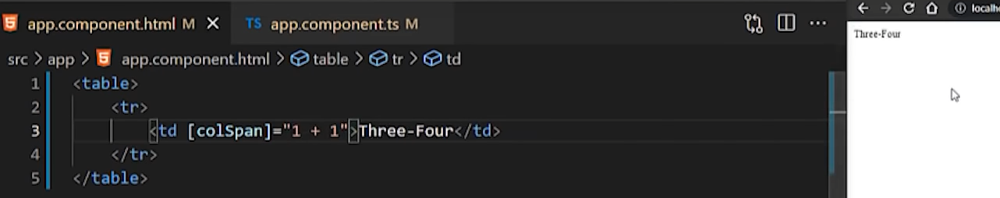 app.component.html M
TS app.component.ts M
src > app > app.component.html > table > tr > td
1 <table>
2 <tr>
3 <td [colSpan]="1 + 1">Three-Four</td>
4 </tr>
5 </table>
localh
Three-Four